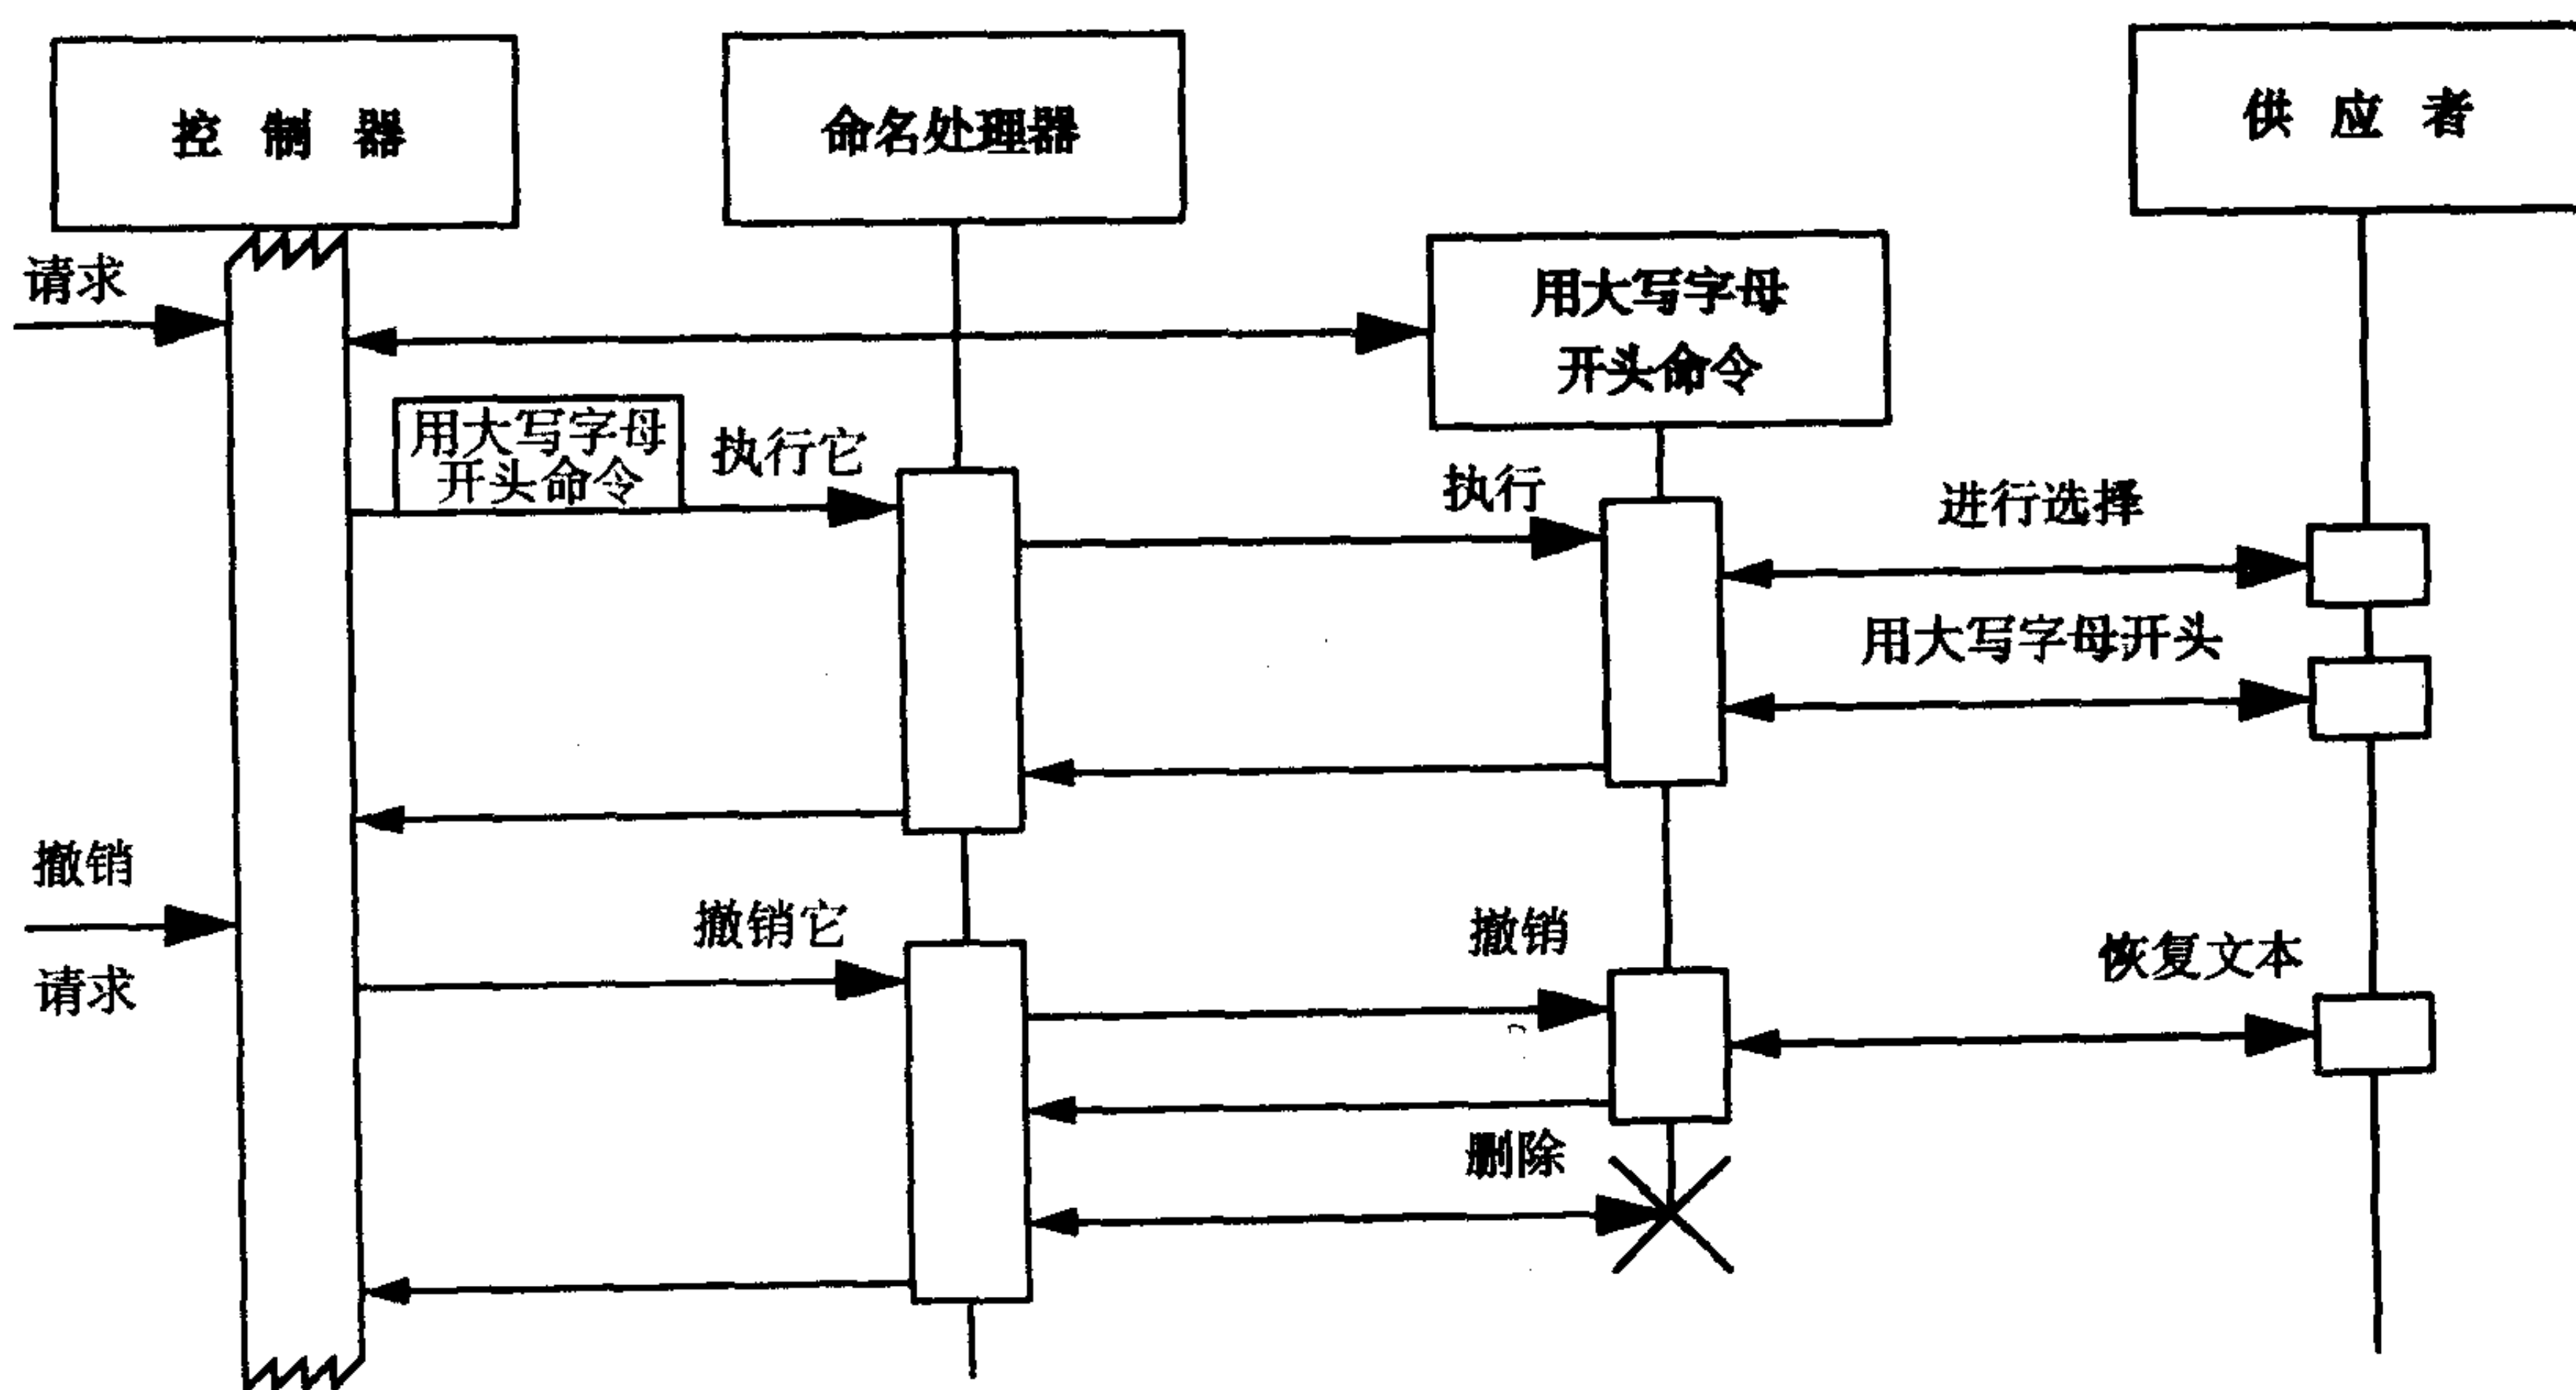 控制器
命名处理器
供应者
请求
用大写字母
开头命令
用大写字母
开头命令
执行它
执行
进行选择
用大写字母开头
撤销
请求
撤销它
撤销
恢复文本
删除